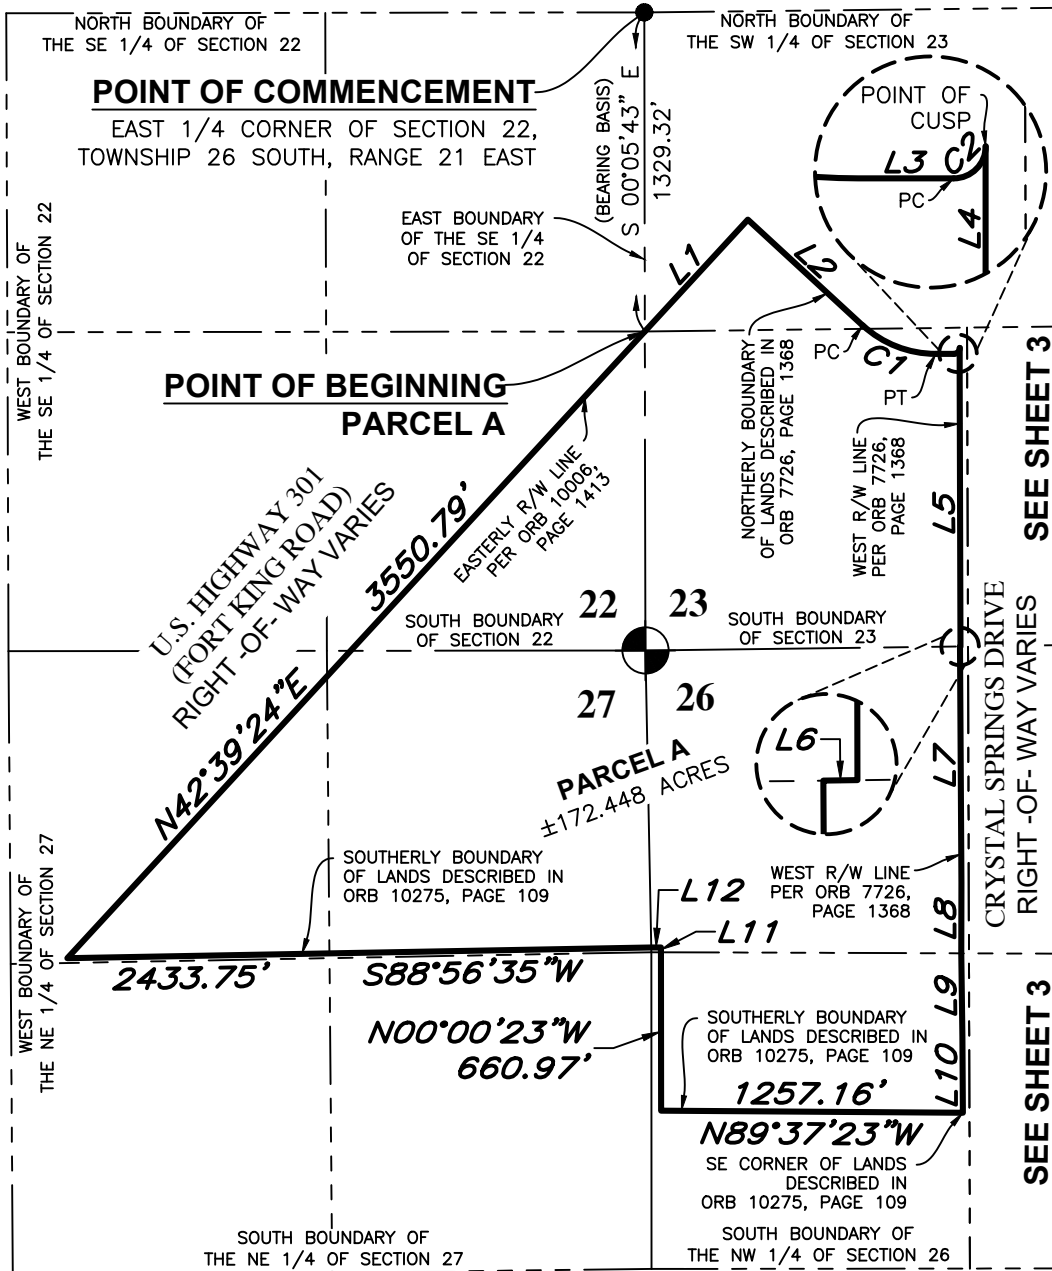 NORTH BOUNDARY OF
THE SE 1/4 OF SECTION 22
NORTH BOUNDARY OF
THE SW 1/4 OF SECTION 23
POINT OF COMMENCEMENT
EAST 1/4 CORNER OF SECTION 22,
TOWNSHIP 26 SOUTH, RANGE 21 EAST
(BEARING BASIS)
S 00°05'43" E
1329.32'
POINT OF
CUSP
L3
C2
PC
L4
WEST BOUNDARY OF
THE SE 1/4 OF SECTION 22
EAST BOUNDARY
OF THE SE 1/4
OF SECTION 22
L1
L2
NORTHERLY BOUNDARY
OF LANDS DESCRIBED IN
ORB 7726, PAGE 1368
PC
C1
PT
POINT OF BEGINNING
PARCEL A
SEE SHEET 3
WEST R/W LINE
PER ORB 7726,
PAGE 1368
L5
U.S. HIGHWAY 301
(FORT KING ROAD)
RIGHT -OF- WAY VARIES
3550.79'
EASTERLY R/W LINE
PER ORB 10006,
PAGE 1413
N42°39'24"E
SOUTH BOUNDARY
OF SECTION 22
22
23
SOUTH BOUNDARY
OF SECTION 23
27
26
CRYSTAL SPRINGS DRIVE
RIGHT -OF- WAY VARIES
L6
L7
PARCEL A
±172.448 ACRES
WEST BOUNDARY OF
THE NE 1/4 OF SECTION 27
SOUTHERLY BOUNDARY
OF LANDS DESCRIBED IN
ORB 10275, PAGE 109
WEST R/W LINE
PER ORB 7726,
PAGE 1368
L8
L12
L11
2433.75'
S88°56'35"W
L9
N00°00'23"W
660.97'
SOUTHERLY BOUNDARY
OF LANDS DESCRIBED IN
ORB 10275, PAGE 109
L10
1257.16'
N89°37'23"W
SEE SHEET 3
SE CORNER OF LANDS
DESCRIBED IN
ORB 10275, PAGE 109
SOUTH BOUNDARY OF
THE NE 1/4 OF SECTION 27
SOUTH BOUNDARY OF
THE NW 1/4 OF SECTION 26